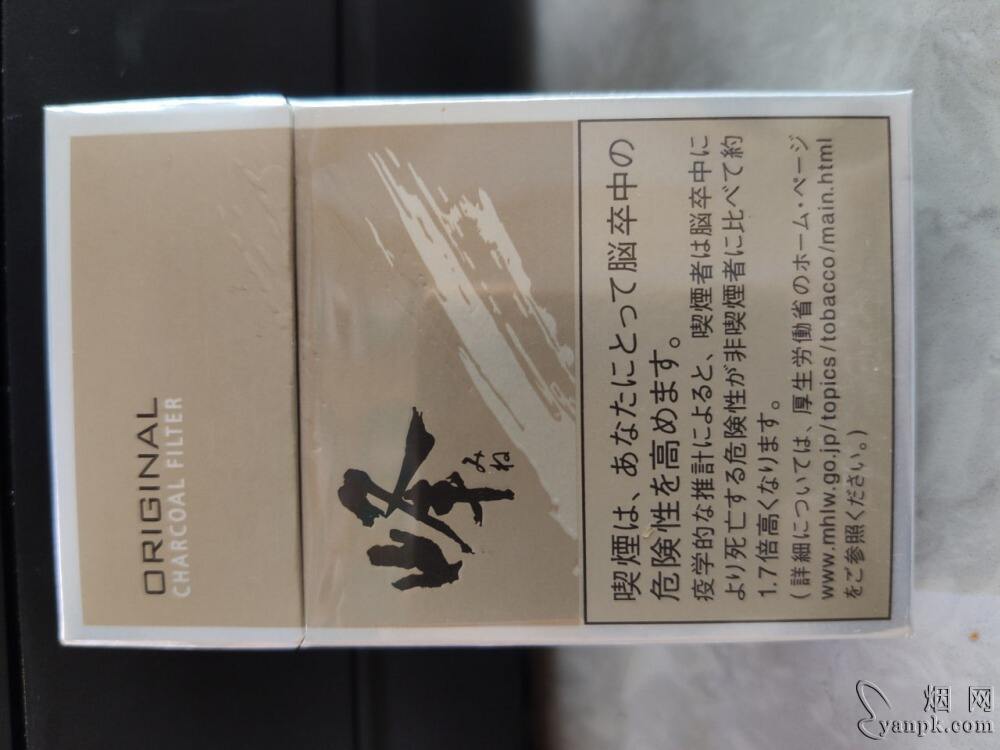 ORIGINAL
CHARCOAL FILTER
峰
みね
喫煙は、あなたにとって脳卒中の
危険性を高めます。
疫学的な推計によると、喫煙者は脳卒中に
より死亡する危険性が非喫煙者に比べて約
1.7倍高くなります。
(詳細については、厚生労働省のホーム・ページ
www.mhlw.go.jp/topics/tobacco/main.html
をご参照ください。)
烟网
yanpk.com